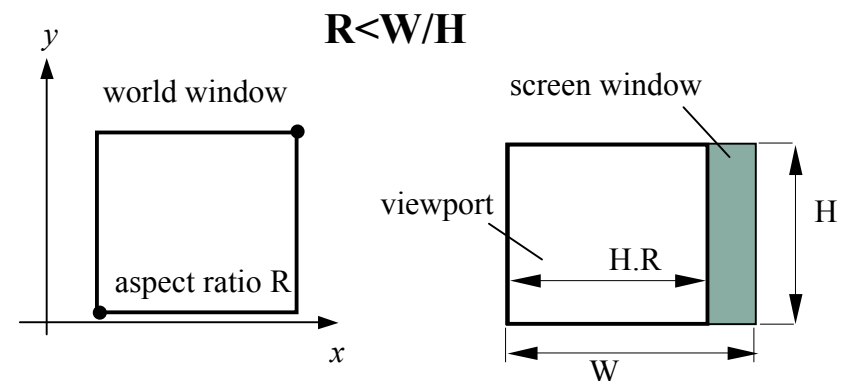 R<W/H
y
world window
aspect ratio R
x
screen window
viewport
H.R
H
W